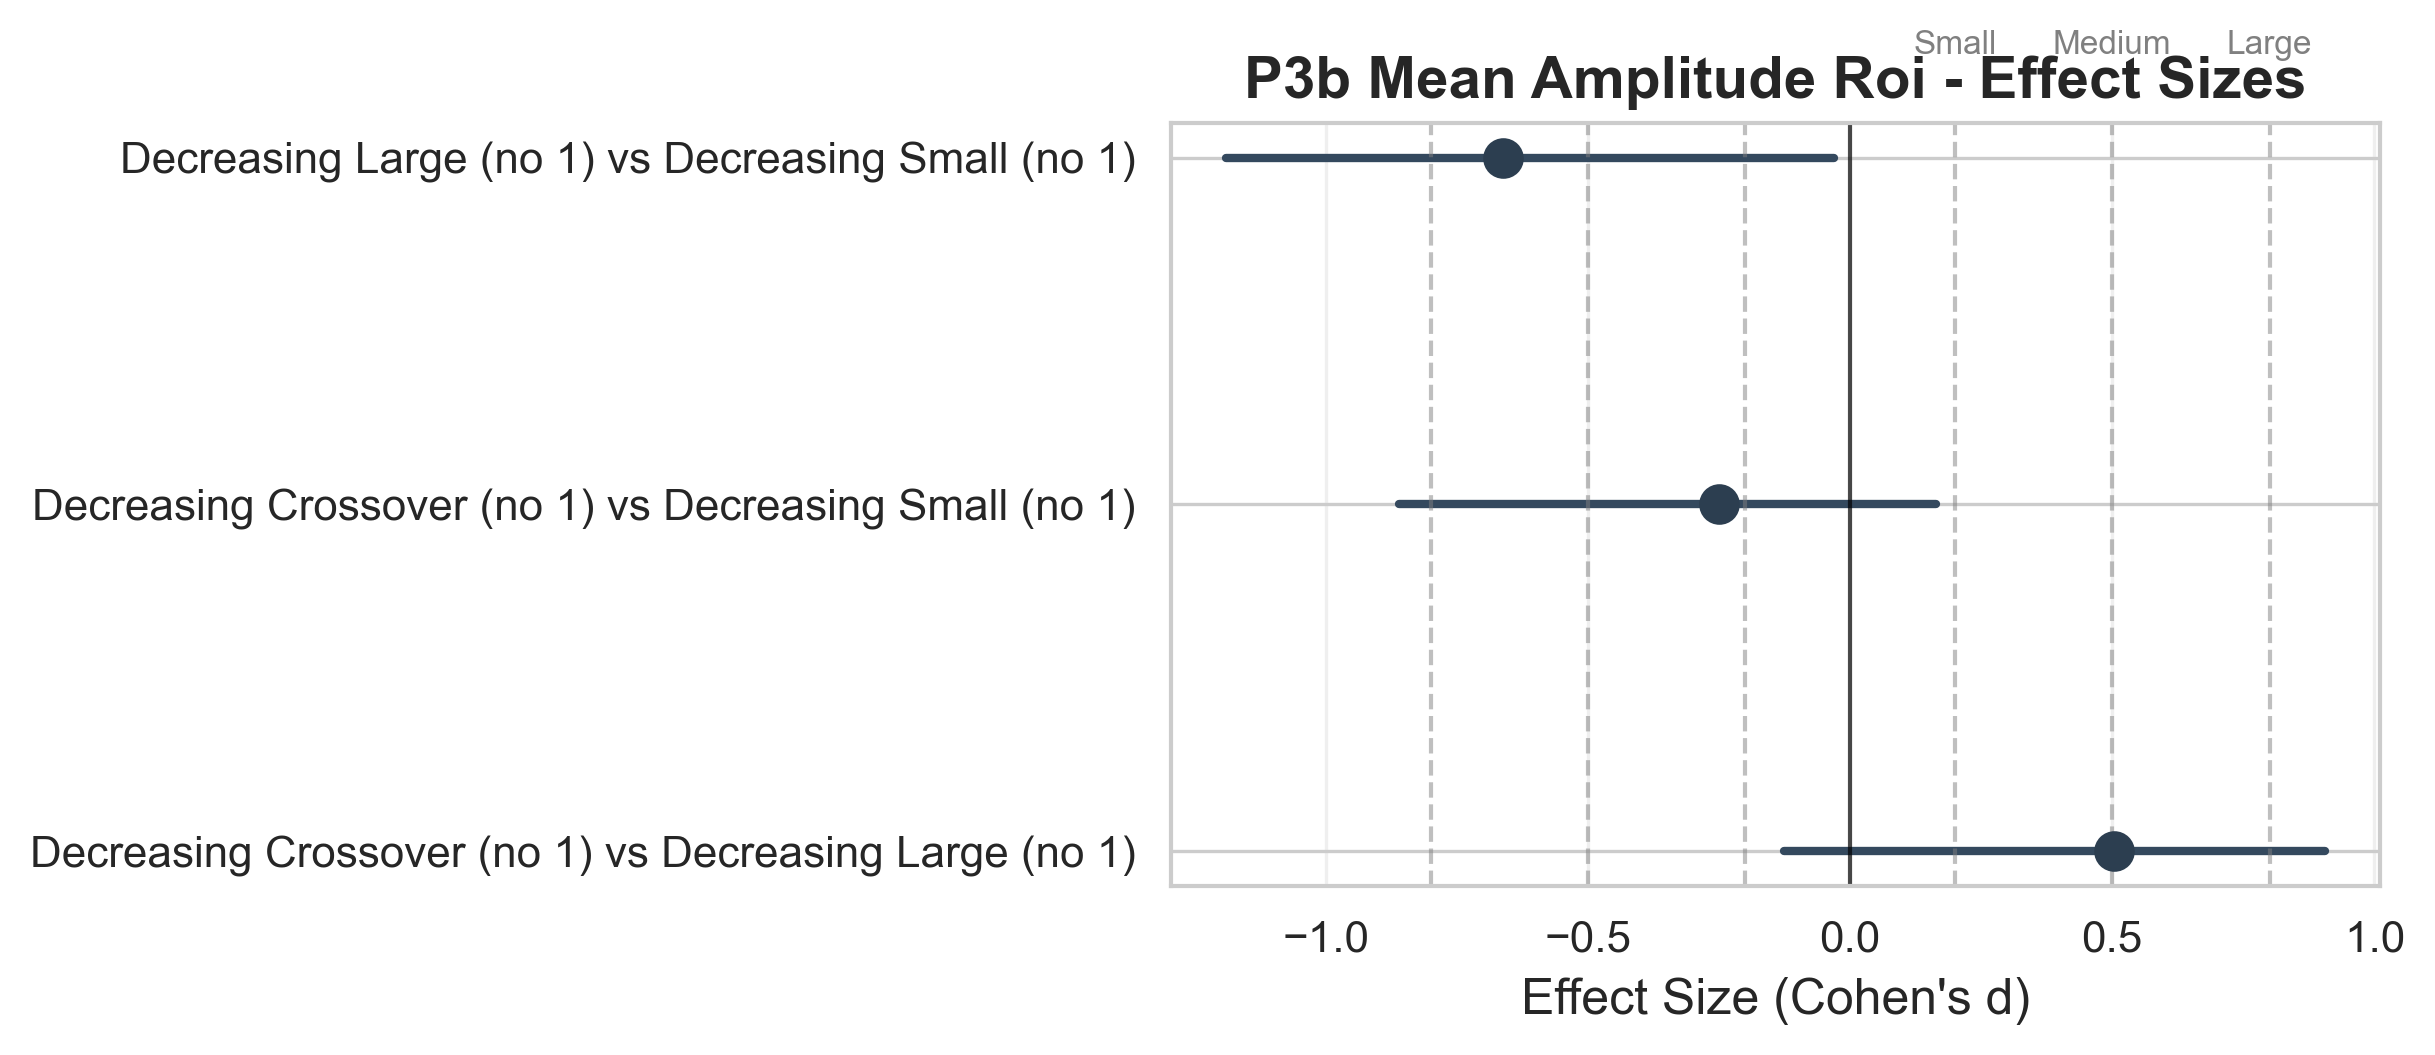 Small Medium Large
P3b Mean Amplitude Roi - Effect Sizes
Decreasing Large (no 1) vs Decreasing Small (no 1)
Decreasing Crossover (no 1) vs Decreasing Small (no 1)
Decreasing Crossover (no 1) vs Decreasing Large (no 1)
−1.0 −0.5 0.0 0.5 1.0
Effect Size (Cohen's d)